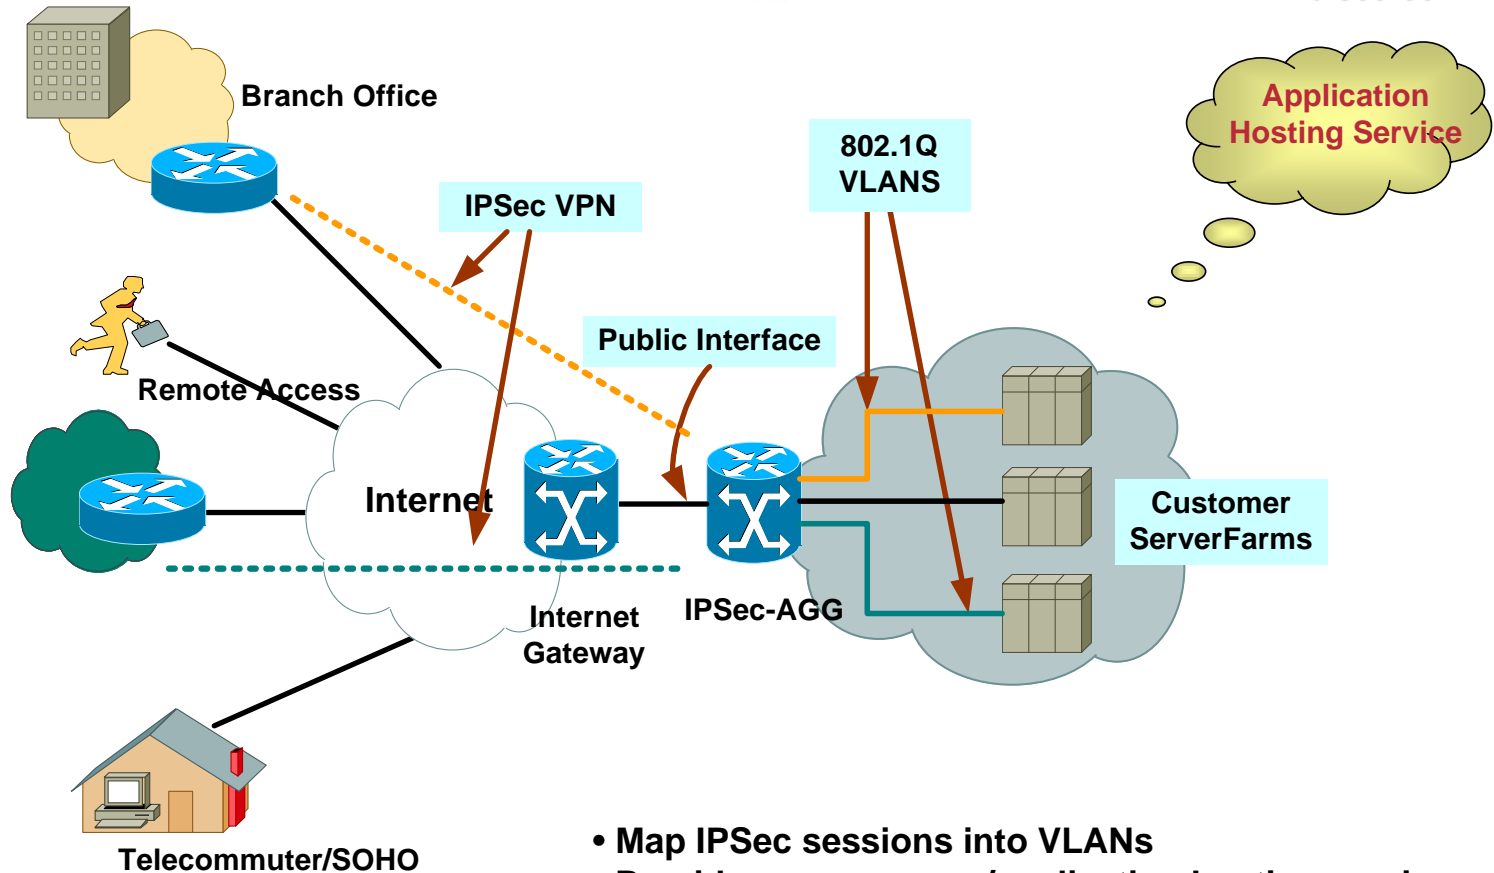 Branch Office
Application
Hosting Service
802.1Q
VLANS
IPSec VPN
Public Interface
Remote Access
Internet
Customer
ServerFarms
IPSec-AGG
Internet
Gateway
Telecommuter/SOHO
• Map IPSec sessions into VLANs